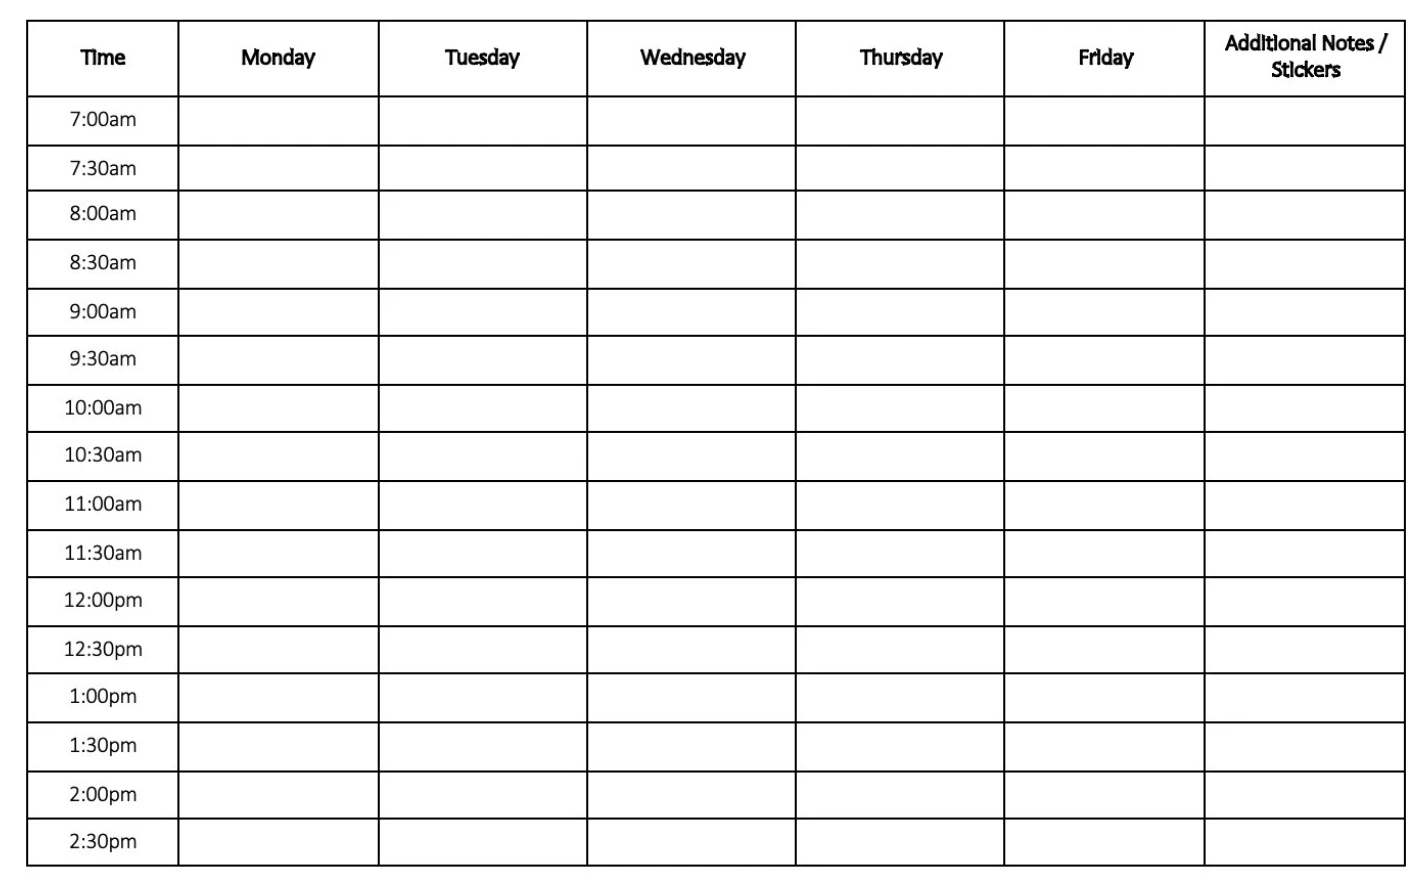 Time Monday Tuesday Wednesday Thursday Friday Additional Notes /
Stickers
7:00am
7:30am
8:00am
8:30am
9:00am
9:30am
10:00am
10:30am
11:00am
11:30am
12:00pm
12:30pm
1:00pm
1:30pm
2:00pm
2:30pm